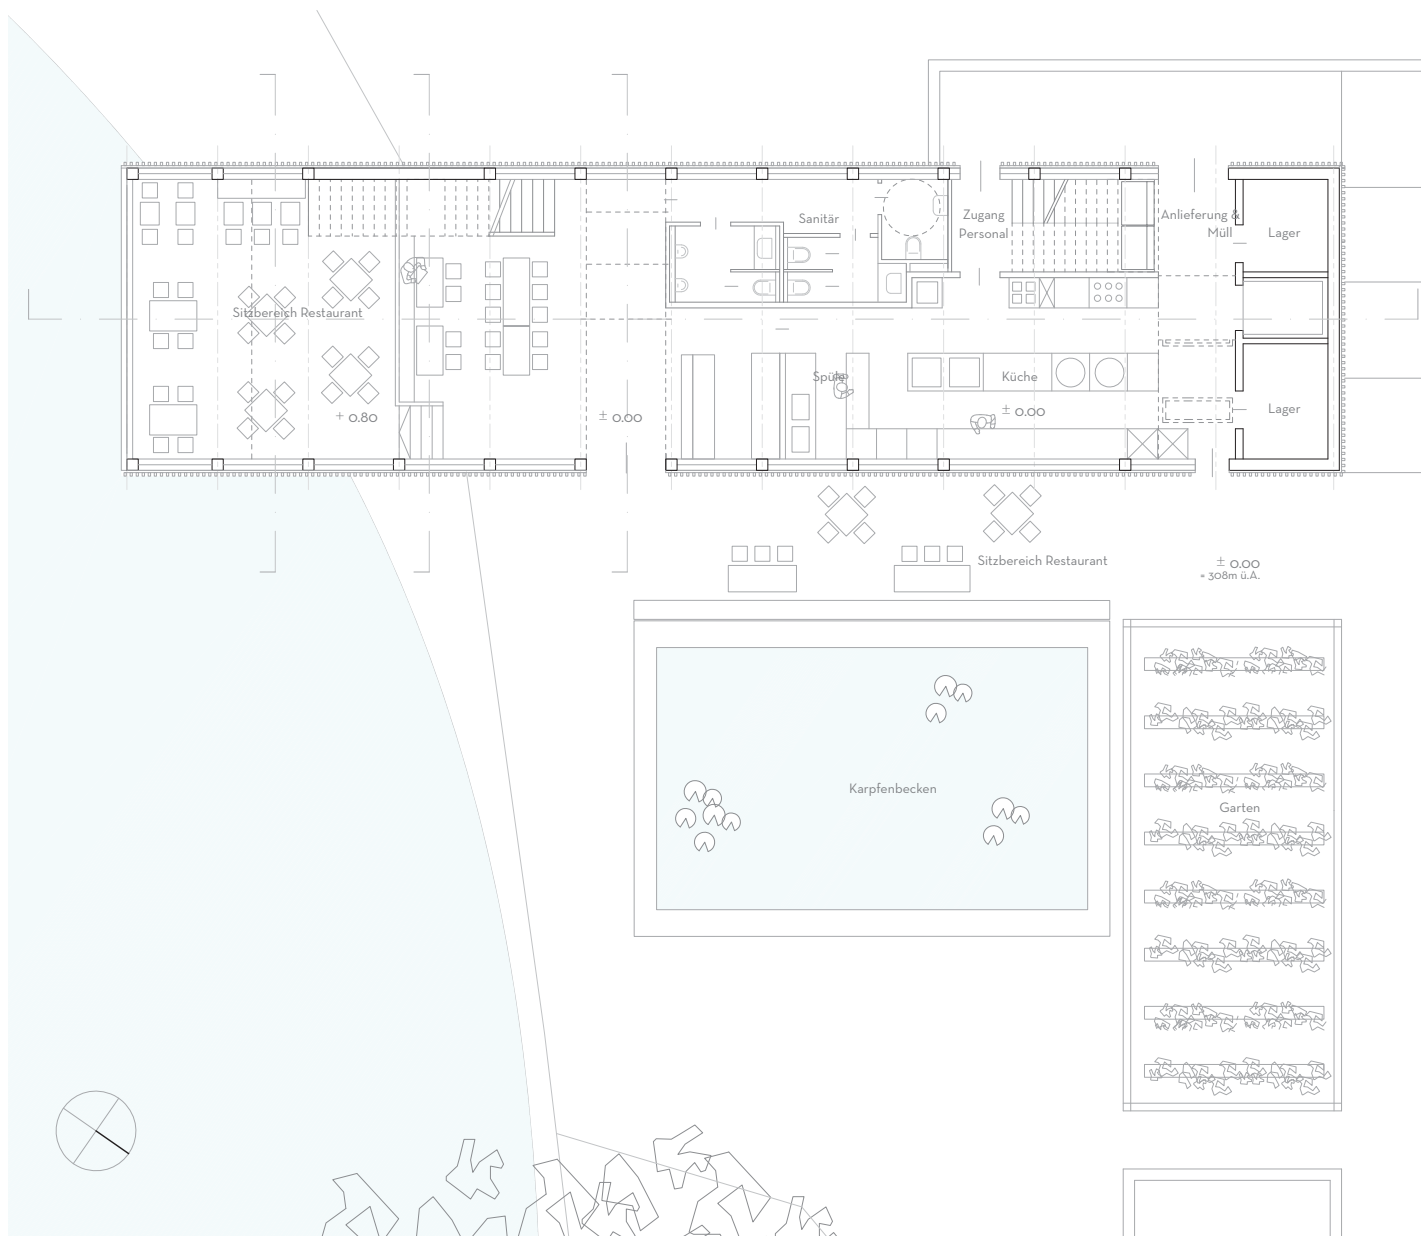 Sanitär
Zugang
Personal
Anlieferung &
Müll
Lager
Sitzbereich Restaurant
Spüle
Küche
+ 0.80
± 0.00
± 0.00
Lager
Sitzbereich Restaurant
± 0.00
= 308m ü.A.
Karpfenbecken
Garten